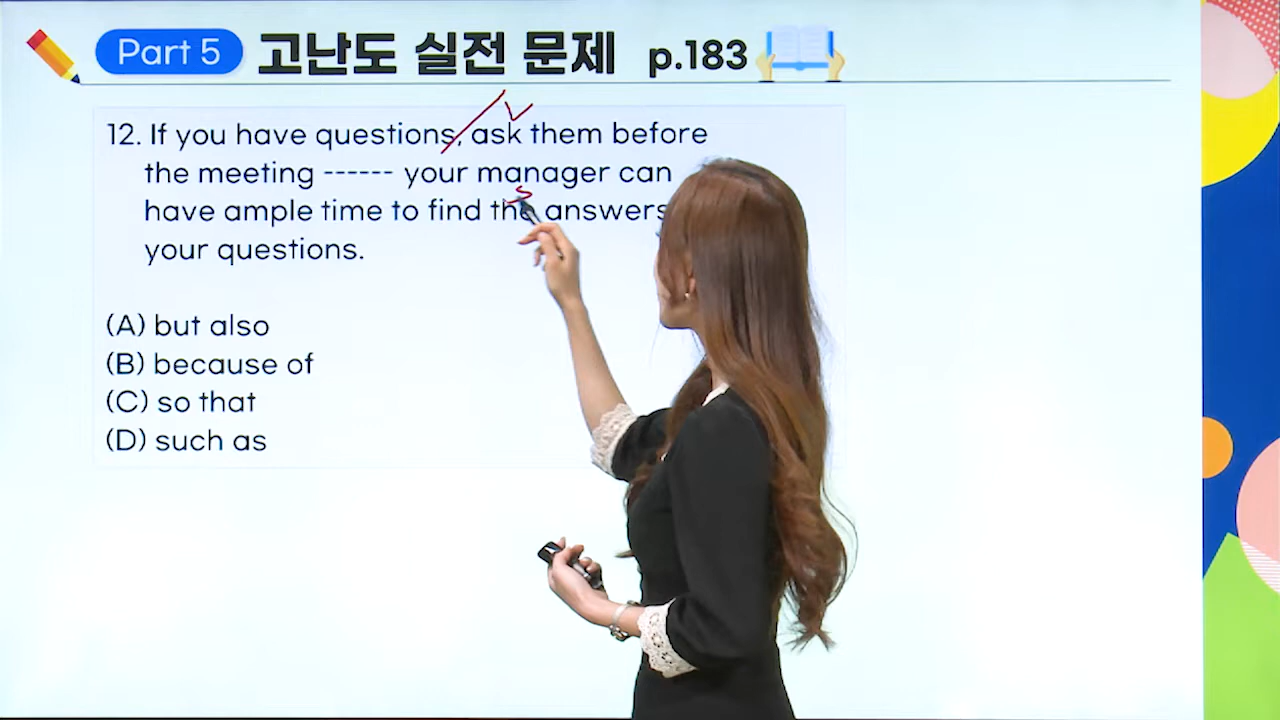 Part 5 고난도 실전 문제 p.183
12. If you have questions, ask them before
the meeting ------ your manager can
have ample time to find the answers
your questions.
(A) but also
(B) because of
(C) so that
(D) such as